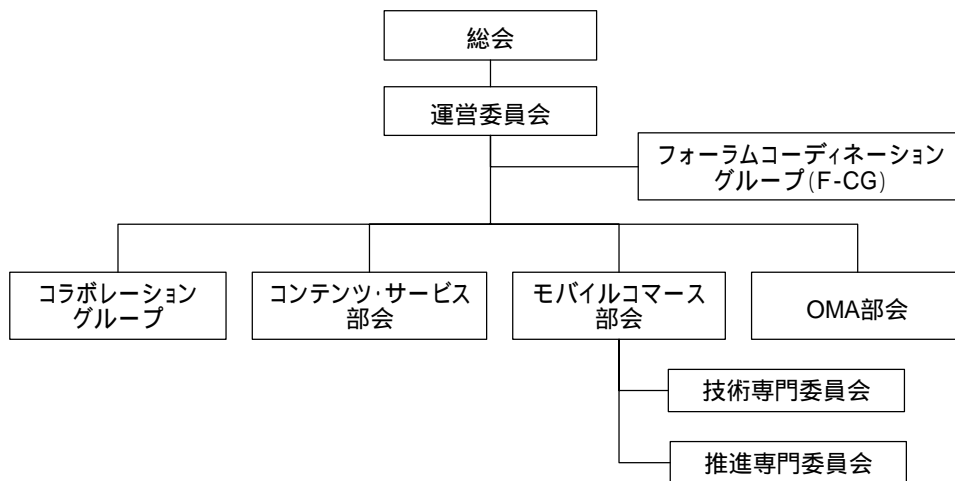 総会
運営委員会
フォーラムコーディネーション
グループ(F-CG)
コラボレーション
グループ
コンテンツ･サービス
部会
モバイルコマース
部会
OMA部会
技術専門委員会
推進専門委員会